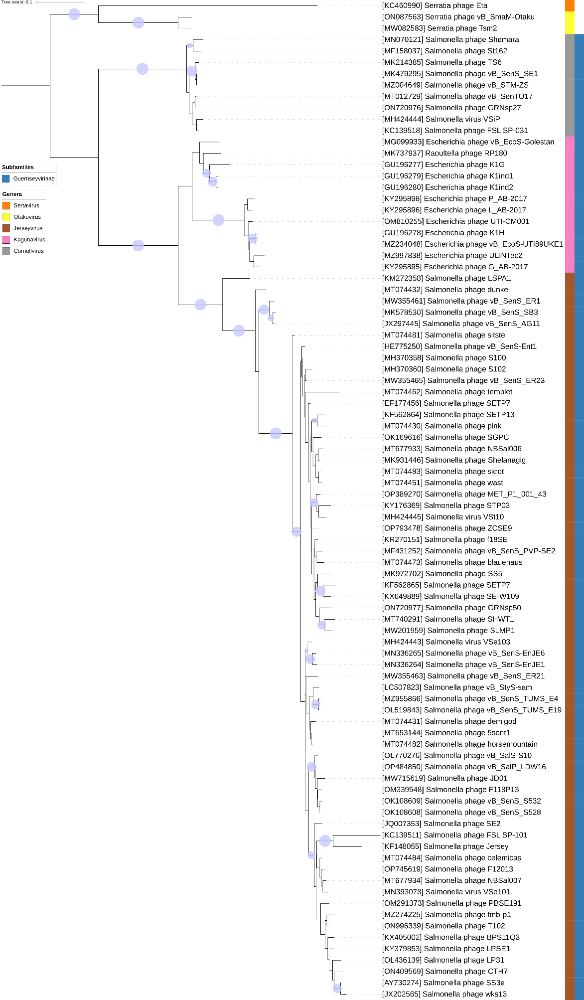 Tree scale: 0.1
[KC460990] Serratia phage Eta
[ON087563] Serratia phage vB_SmaM-Otaku
[MW082583] Serratia phage Tsm2
[MN070121] Salmonella phage Shemara
[MF158037] Salmonella phage St162
[MK214385] Salmonella phage TS6
[MK479295] Salmonella phage vB_SenS_SE1
[MZ004649] Salmonella phage vB_STM-ZS
[MT012729] Salmonella phage vB_SenTO17
[ON720976] Salmonella phage GRNsp27
[MH424444] Salmonella virus VSiP
[KC139518] Salmonella phage FSL SP-031
[MG099933] Escherichia phage vB_EcoS-Golestan
[MK737937] Raoultella phage RP180
[GU196277] Escherichia phage K1G
[GU196279] Escherichia phage K1ind1
[GU196280] Escherichia phage K1ind2
[KY295898] Escherichia phage P_AB-2017
[KY295896] Escherichia phage L_AB-2017
[OM810255] Escherichia phage UTI-CM001
[GU196278] Escherichia phage K1H
[MZ234048] Escherichia phage vB_EcoS-UTI89UKE1
[MZ997838] Escherichia phage ULINTec2
[KY295895] Escherichia phage G_AB-2017
[KM272358] Salmonella phage LSPA1
[MT074432] Salmonella phage dunkel
[MW355461] Salmonella phage vB_SenS_ER1
[MK578530] Salmonella phage vB_SenS_SB3
[JX297445] Salmonella phage vB_SenS_AG11
[MT074481] Salmonella phage sitste
[HE775250] Salmonella phage vB_SenS-Ent1
[MH370358] Salmonella phage S100
[MH370360] Salmonella phage S102
[MW355465] Salmonella phage vB_SenS_ER23
[MT074462] Salmonella phage templet
[EF177456] Salmonella phage SETP7
[KF562864] Salmonella phage SETP13
[MT074430] Salmonella phage pink
[OK169616] Salmonella phage SGPC
[MT677933] Salmonella phage NBSal006
[MK931446] Salmonella phage Shelanagig
[MT074483] Salmonella phage skrot
[MT074451] Salmonella phage wast
[OP389270] Salmonella phage MET_P1_001_43
[KY176369] Salmonella phage STP03
[MH424445] Salmonella virus VSt10
[OP793478] Salmonella phage ZCSE9
[KR270151] Salmonella phage f18SE
[MF431252] Salmonella phage vB_SenS_PVP-SE2
[MT074473] Salmonella phage blauehaus
[MK972702] Salmonella phage SS5
[KF562865] Salmonella phage SETP7
[KX649889] Salmonella phage SE-W109
[ON720977] Salmonella phage GRNsp50
[MT740291] Salmonella phage SHWT1
[MW201959] Salmonella phage SLMP1
[MH424443] Salmonella virus VSe103
[MN336265] Salmonella phage vB_SenS-EnJE6
[MN336264] Salmonella phage vB_SenS-EnJE1
[MW355463] Salmonella phage vB_SenS_ER21
[LC507823] Salmonella phage vB_StyS-sam
[MZ955866] Salmonella phage vB_SenS_TUMS_E4
[OL519843] Salmonella phage vB_SenS_TUMS_E19
[MT074431] Salmonella phage demigod
[MT653144] Salmonella phage 5sent1
[MT074482] Salmonella phage horsemountain
[OL770276] Salmonella phage vB_SalS-S10
[OP484850] Salmonella phage vB_SalP_LDW16
[MW715619] Salmonella phage JD01
[OM339548] Salmonella phage F118P13
[OK108609] Salmonella phage vB_SenS_S532
[OK108608] Salmonella phage vB_SenS_S528
[JQ007353] Salmonella phage SE2
[KC139511] Salmonella phage FSL SP-101
[KF148055] Salmonella phage Jersey
[MT074484] Salmonella phage celemicas
[OP745619] Salmonella phage F12013
[MT677934] Salmonella phage NBSal007
[MN393078] Salmonella virus VSe101
[OM291373] Salmonella phage PBSE191
[MZ274225] Salmonella phage fmb-p1
[ON996339] Salmonella phage T102
[KX405002] Salmonella phage BPS11Q3
[KY379853] Salmonella phage LPSE1
[OL436139] Salmonella phage LP31
[ON409569] Salmonella phage CTH7
[AY730274] Salmonella phage SS3e
[JX202565] Salmonella phage wks13
Subfamilies
Guernseyvirinae
Genera
Sertavirus
Otakuvirus
Jerseyvirus
Kagunavirus
Cornellvirus